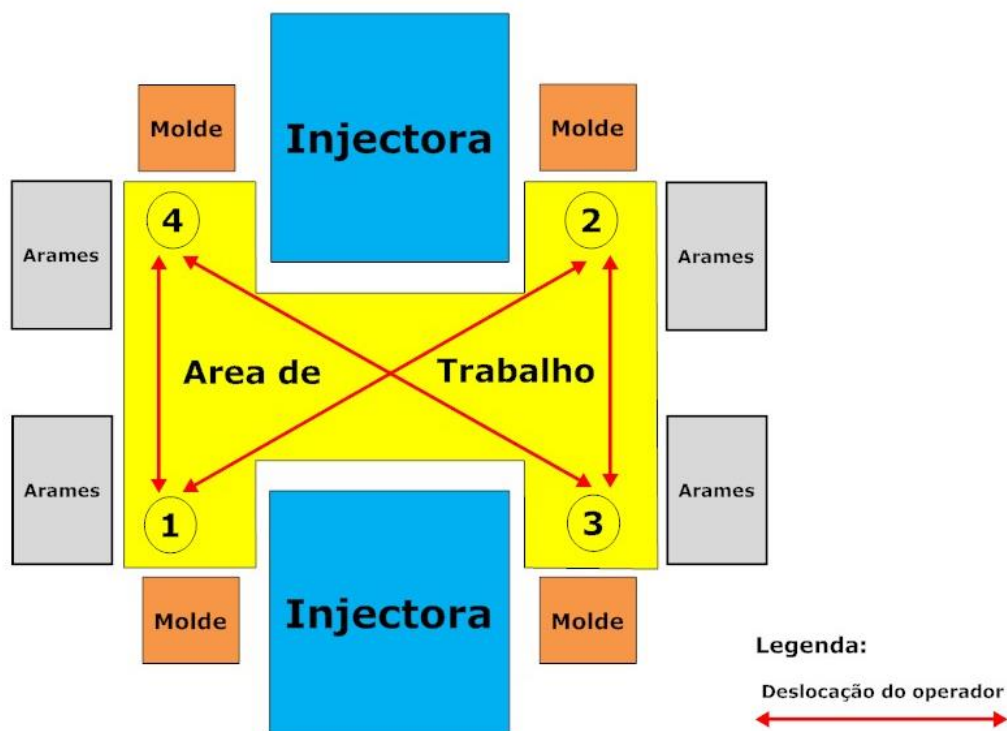 Injectora
Molde
Molde
4
2
Arames
Arames
Area de
Trabalho
Arames
Arames
1
3
Injectora
Molde
Molde
Legenda:
Deslocação do operador